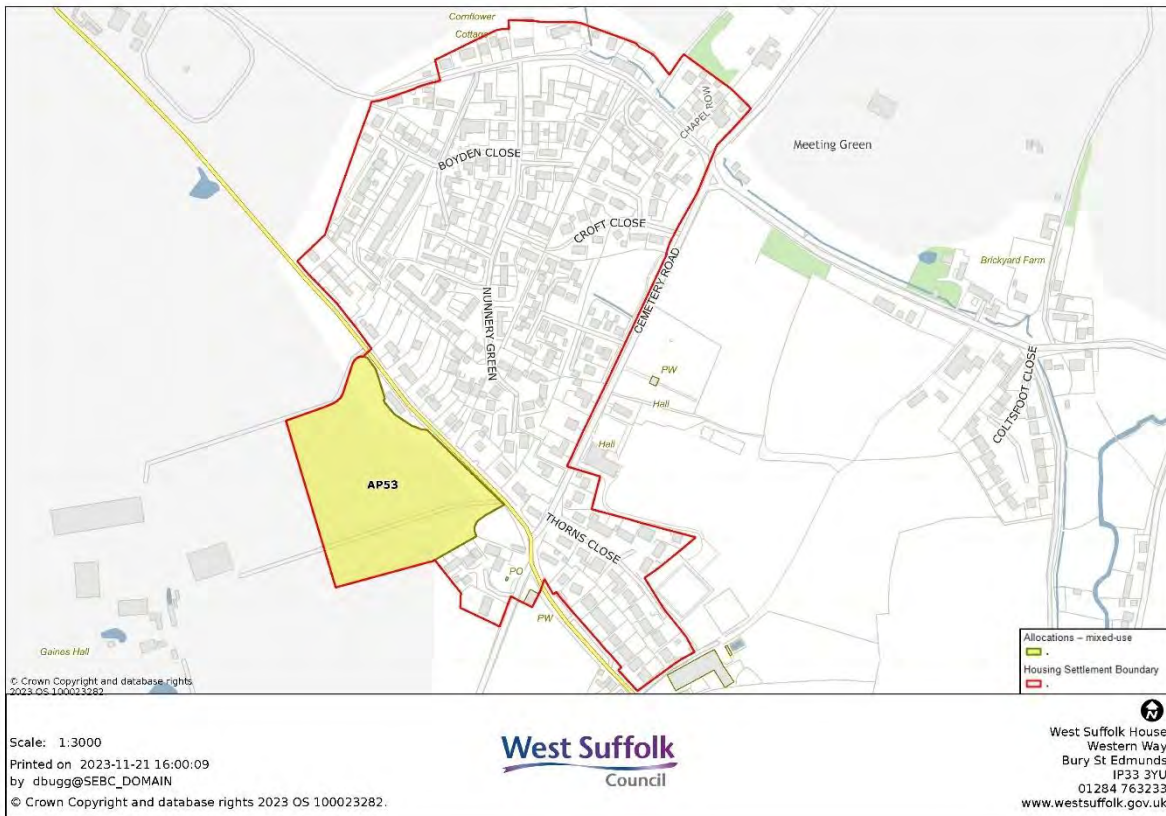 Cornflower
Cottage
CHAPEL ROW
Meeting Green
BOYDEN CLOSE
CROFT CLOSE
Brickyard Farm
CEMETERY ROAD
NUNNERY GREEN
PW
Hall
COLTSFOOT CLOSE
Hall
AP53
THORNS CLOSE
PO
PW
Gaines Hall
© Crown Copyright and database rights
2023 OS 100023282.
Allocations – mixed-use
.
Housing Settlement Boundary
.
Scale: 1:3000
Printed on 2023-11-21 16:00:09
by dbugg@SEBC_DOMAIN
© Crown Copyright and database rights 2023 OS 100023282.
West Suffolk
Council
N
West Suffolk House
Western Way
Bury St Edmunds
IP33 3YU
01284 763233
www.westsuffolk.gov.uk